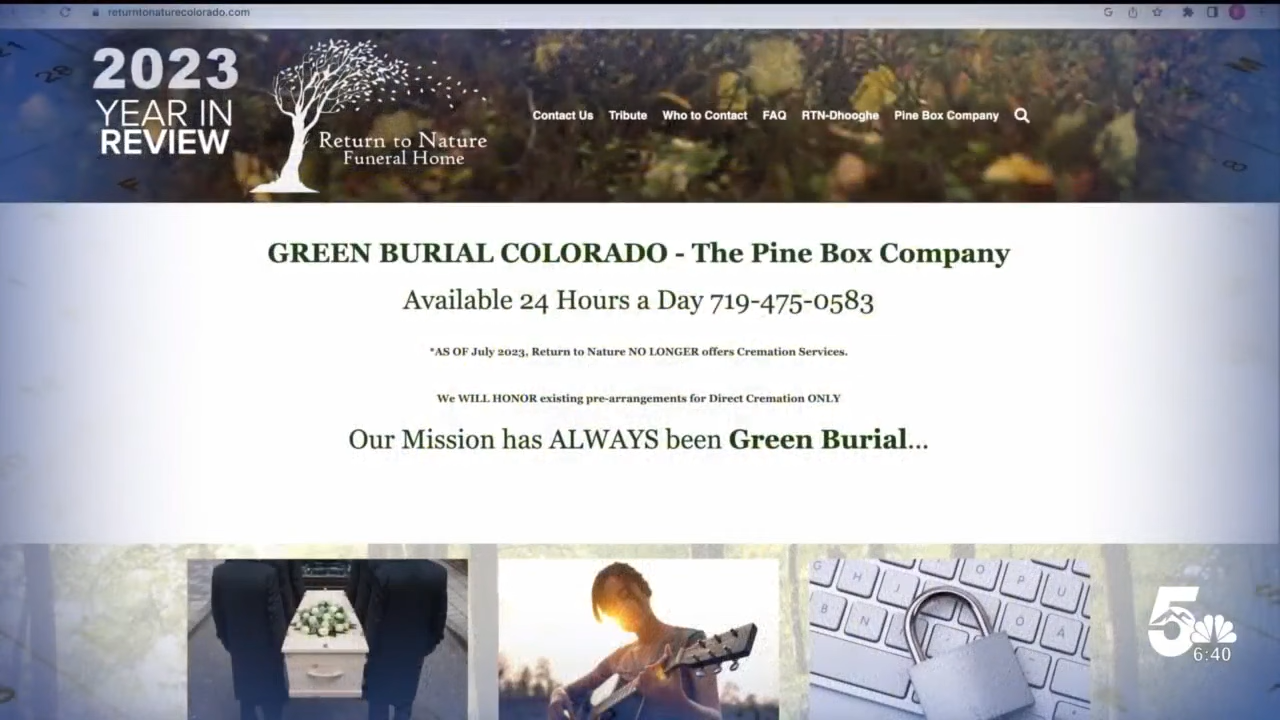 returntonaturecolorado.com
2023
YEAR IN
REVIEW
Return to Nature
Funeral Home
Contact Us Tribute Who to Contact FAQ RTN-Dhooghe Pine Box Company
GREEN BURIAL COLORADO - The Pine Box Company
Available 24 Hours a Day 719-475-0583
*AS OF July 2023, Return to Nature NO LONGER offers Cremation Services.
We WILL HONOR existing pre-arrangements for Direct Cremation ONLY
Our Mission has ALWAYS been Green Burial...
G H J O P U
B N O A
5
6:40